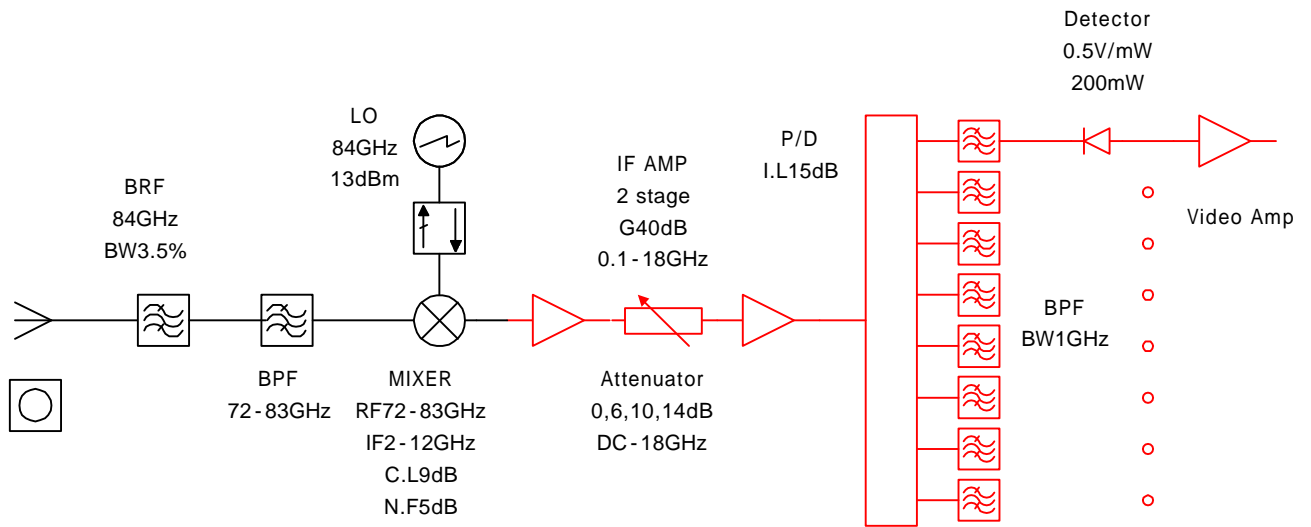 Detector
0.5V/mW
200mW
LO
84GHz
13dBm
P/D
I.L15dB
IF AMP
2 stage
G40dB
0.1-18GHz
BRF
84GHz
BW3.5%
Video Amp
BPF
BW1GHz
BPF
72-83GHz
MIXER
RF72-83GHz
IF2-12GHz
C.L9dB
N.F5dB
Attenuator
0,6,10,14dB
DC-18GHz